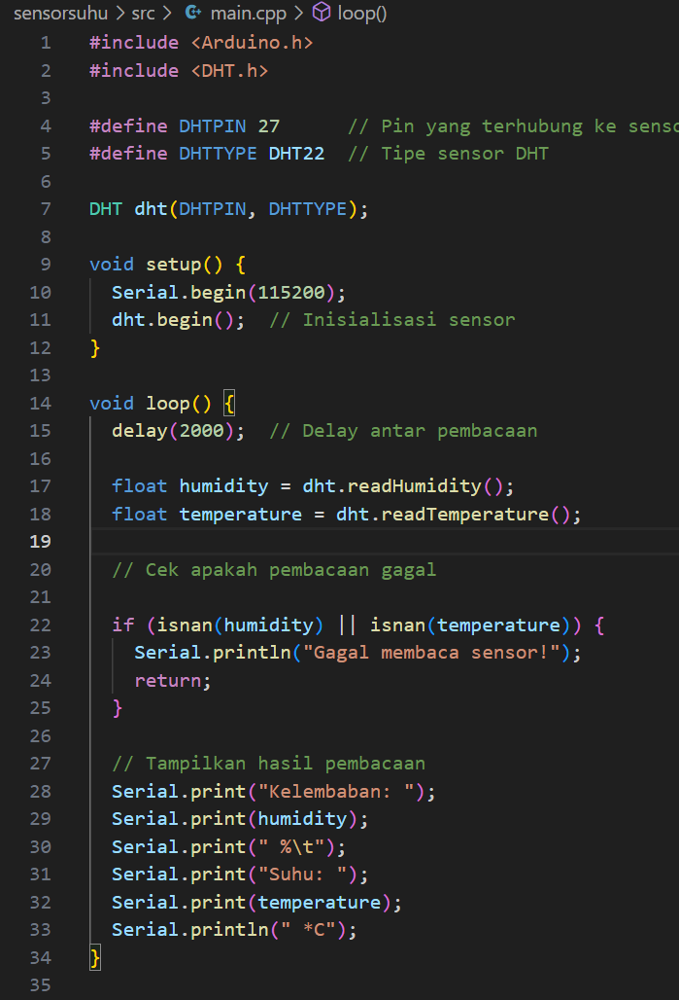 sensorsuhu > src > main.cpp > loop()
1 #include <Arduino.h>
2 #include <DHT.h>
3
4 #define DHTPIN 27      // Pin yang terhubung ke
5 #define DHTTYPE DHT22  // Tipe sensor DHT
6
7 DHT dht(DHTPIN, DHTTYPE);
8
9 void setup() {
10   Serial.begin(115200);
11   dht.begin();  // Inisialisasi sensor
12 }
13
14 void loop() {
15   delay(2000);  // Delay antar pembacaan
16
17   float humidity = dht.readHumidity();
18   float temperature = dht.readTemperature();
19
20   // Cek apakah pembacaan gagal
21
22   if (isnan(humidity) || isnan(temperature)) {
23     Serial.println("Gagal membaca sensor!");
24     return;
25   }
26
27   // Tampilkan hasil pembacaan
28   Serial.print("Kelembaban: ");
29   Serial.print(humidity);
30   Serial.print(" %\t");
31   Serial.print("Suhu: ");
32   Serial.print(temperature);
33   Serial.println(" *C");
34 }
35